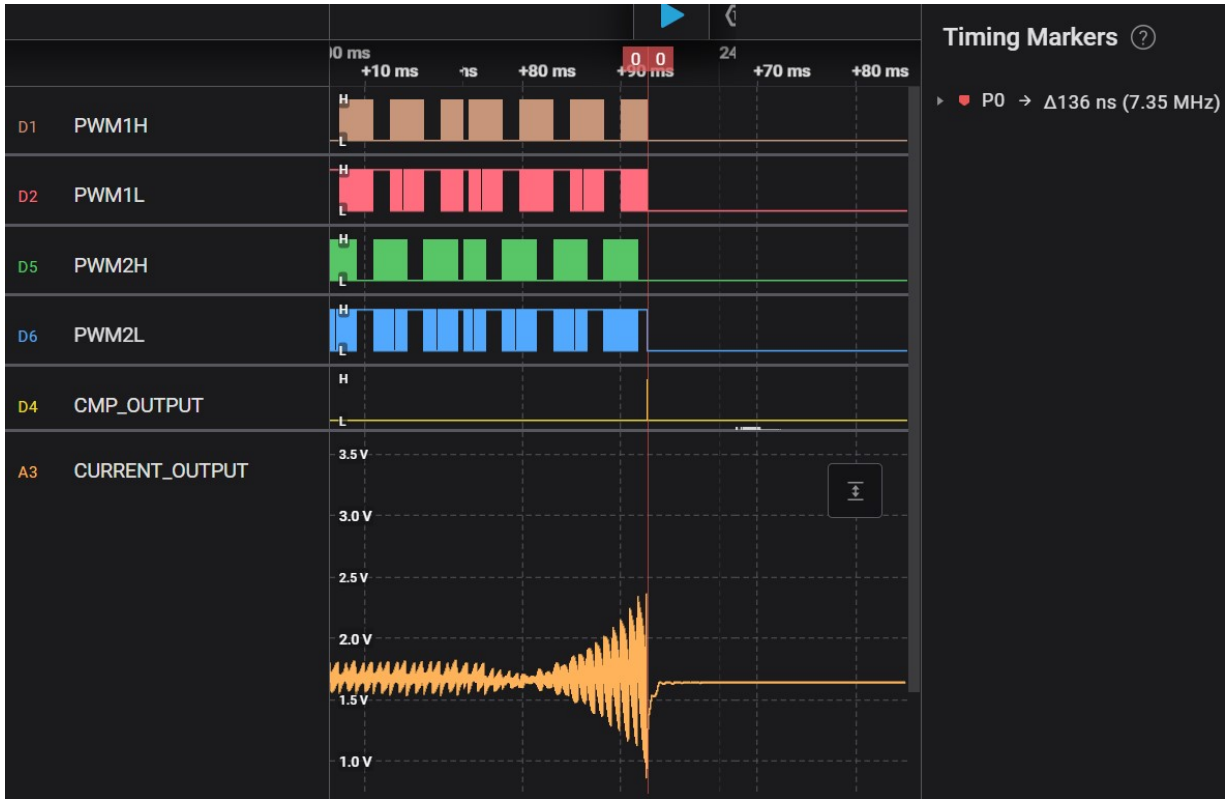 Timing Markers ?
00 ms
24
+10 ms
ns
+80 ms
+90 ms
0 0
+70 ms
+80 ms
P0 → Δ136 ns (7.35 MHz)
D1 PWM1H
H
L
D2 PWM1L
H
L
D5 PWM2H
H
L
D6 PWM2L
H
L
D4 CMP_OUTPUT
H
L
A3 CURRENT_OUTPUT
3.5 V
3.0 V
2.5 V
2.0 V
1.5 V
1.0 V